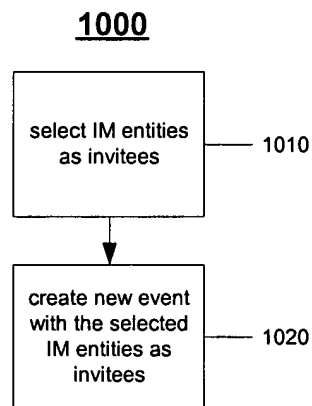 1000
select IM entities
as invitees
1010
create new event
with the selected
IM entities as
invitees
1020